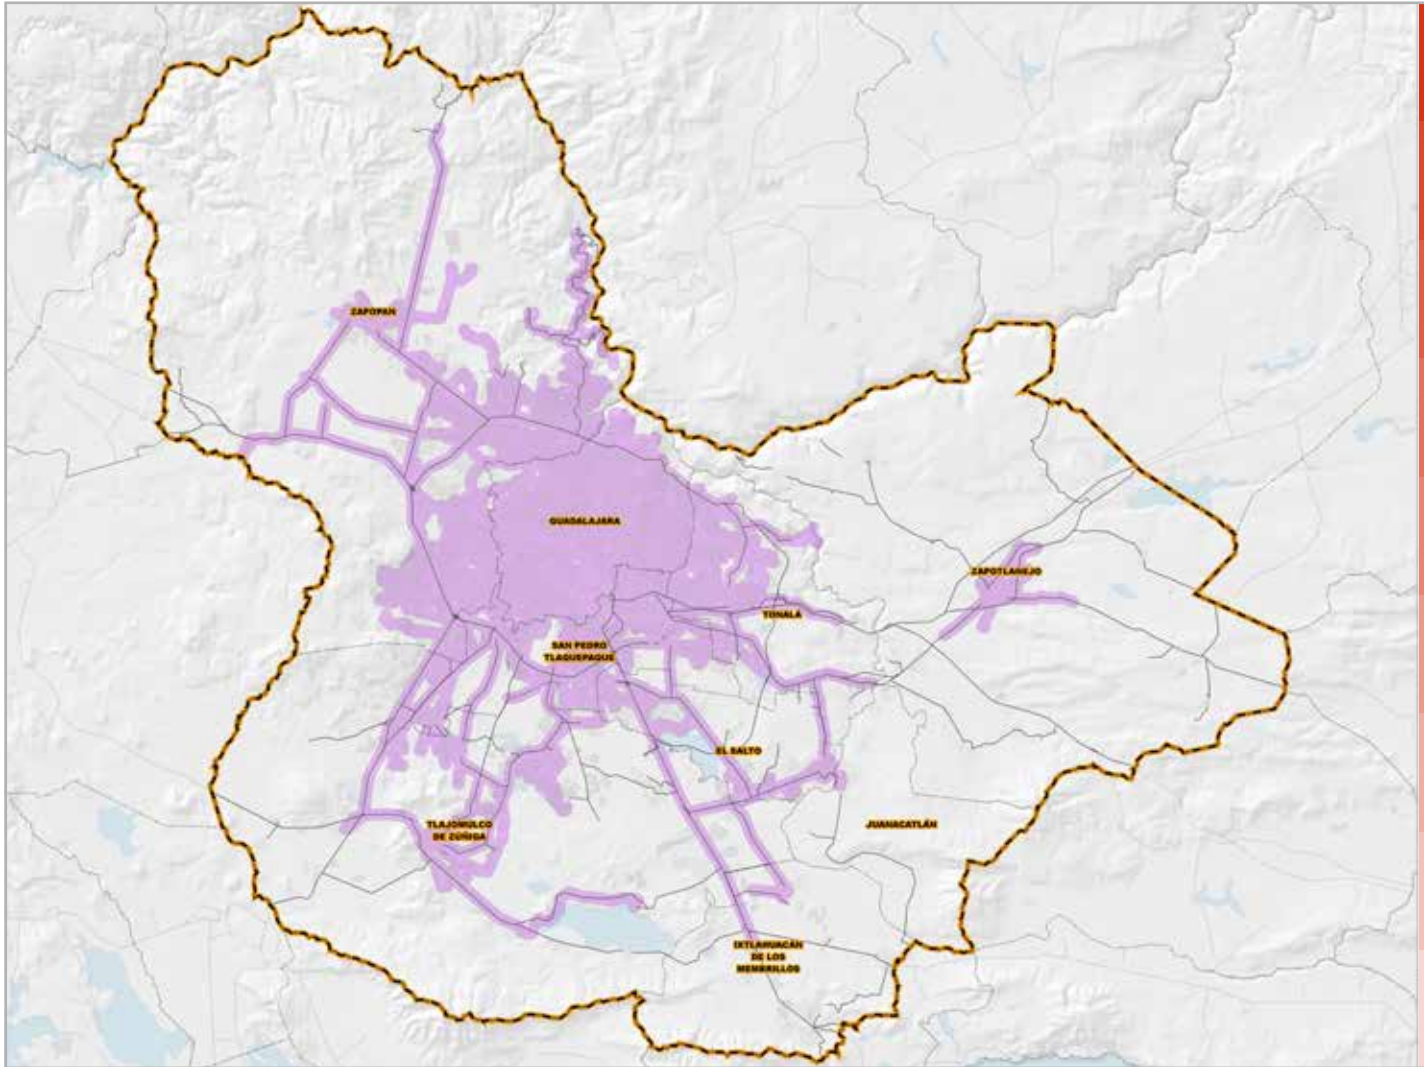 ZAPOPAN
GUADALAJARA
ZAPOTLANEJO
TONALÁ
SAN PEDRO
TLAQUEPAQUE
EL SALTO
TLAJOMULCO
DE ZÚÑIGA
JUANACATLÁN
IXTLAHUACÁN
DE LOS
MEMBRILLOS